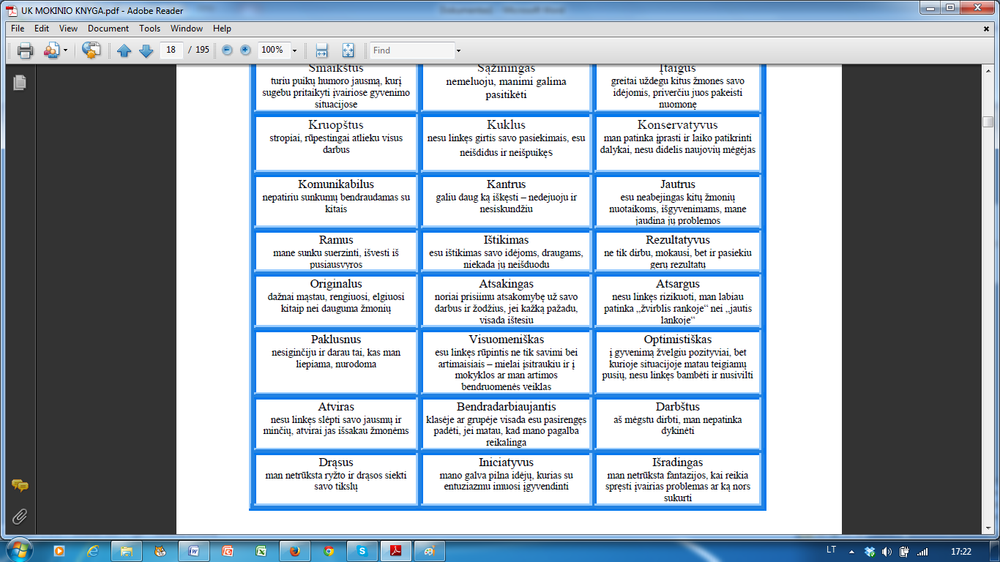 UK MOKINIO KNYGA.pdf - Adobe Reader
File Edit View Document Tools Window Help
18 / 195 100% Find
Smaikštus
turiu puikų humoro jausmą, kurį
sugebu pritaikyti įvairiose gyvenimo
situacijose
Sąžiningas
nemeluoju, manimi galima
pasitikėti
Įtaigus
greitai uždegu kitus žmones savo
idėjomis, priverčiu juos pakeisti
nuomonę
Kruopštus
stropiai, rūpestingai atlieku visus
darbus
Kuklus
nesu linkęs girtis savo pasiekimais, esu
neišdidus ir neišpuikęs
Konservatyvus
man patinka įprasti ir laiko patikrinti
dalykai, nesu didelis naujovių mėgėjas
Komunikabilus
nepatiriu sunkumų bendraudamas su
kitais
Kantrus
galiu daug ką iškęsti – nedejuoju ir
nesiskundžiu
Jautrus
esu neabejingas kitų žmonių
nuotaikoms, išgyvenimams, mane
jaudina jų problemos
Ramus
mane sunku suerzinti, išvesti iš
pusiausvyros
Ištikimas
esu ištikimas savo idėjoms, draugams,
niekada jų neišduodu
Rezultatyvus
ne tik dirbu, mokausi, bet ir pasiekiu
gerų rezultatų
Originalus
dažnai mąstau, rengiuosi, elgiuosi
kitaip nei dauguma žmonių
Atsakingas
noriai prisiimu atsakomybę už savo
darbus ir žodžius, jei kažką pažadu,
visada ištesiu
Atsargus
nesu linkęs rizikuoti, man labiau
patinka „žvirblis rankoje“ nei „jautis
lankoje“
Paklusnus
nesiginčiju ir darau tai, kas man
liepiama, nurodoma
Visuomeniškas
esu linkęs rūpintis ne tik savimi bei
artimaisiais – mielai įsitraukiu ir į
mokyklos ar man artimos
bendruomenės veiklas
Optimistiškas
į gyvenimą žvelgiu pozityviai, bet
kurioje situacijoje matau teigiamų
pusių, nesu linkęs bambėti ir nusivilti
Atviras
nesu linkęs slėpti savo jausmų ir
minčių, atvirai jas išsakau žmonėms
Bendradarbiaujantis
klasėje ar grupėje visada esu pasirengęs
padėti, jei matau, kad mano pagalba
reikalinga
Darbštus
aš mėgstu dirbti, man nepatinka
dykinėti
Drąsus
man netrūksta ryžto ir drąsos siekti
savo tikslų
Iniciatyvus
mano galva pilna idėjų, kurias su
entuziazmu imuosi įgyvendinti
Išradingas
man netrūksta fantazijos, kai reikia
spręsti įvairias problemas ar ką nors
sukurti
LT 17:22